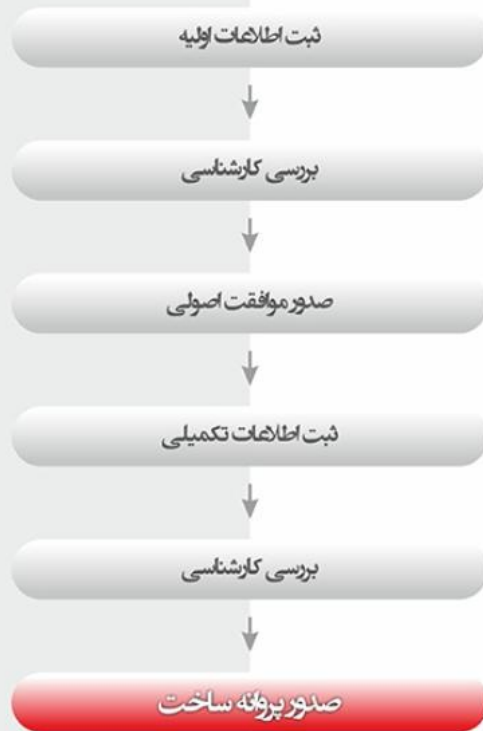 ثبت اطلاعات اولیه
بررسی کارشناسی
صدور موافقت اصولی
ثبت اطلاعات تکمیلی
بررسی کارشناسی
صدور پروانه ساخت